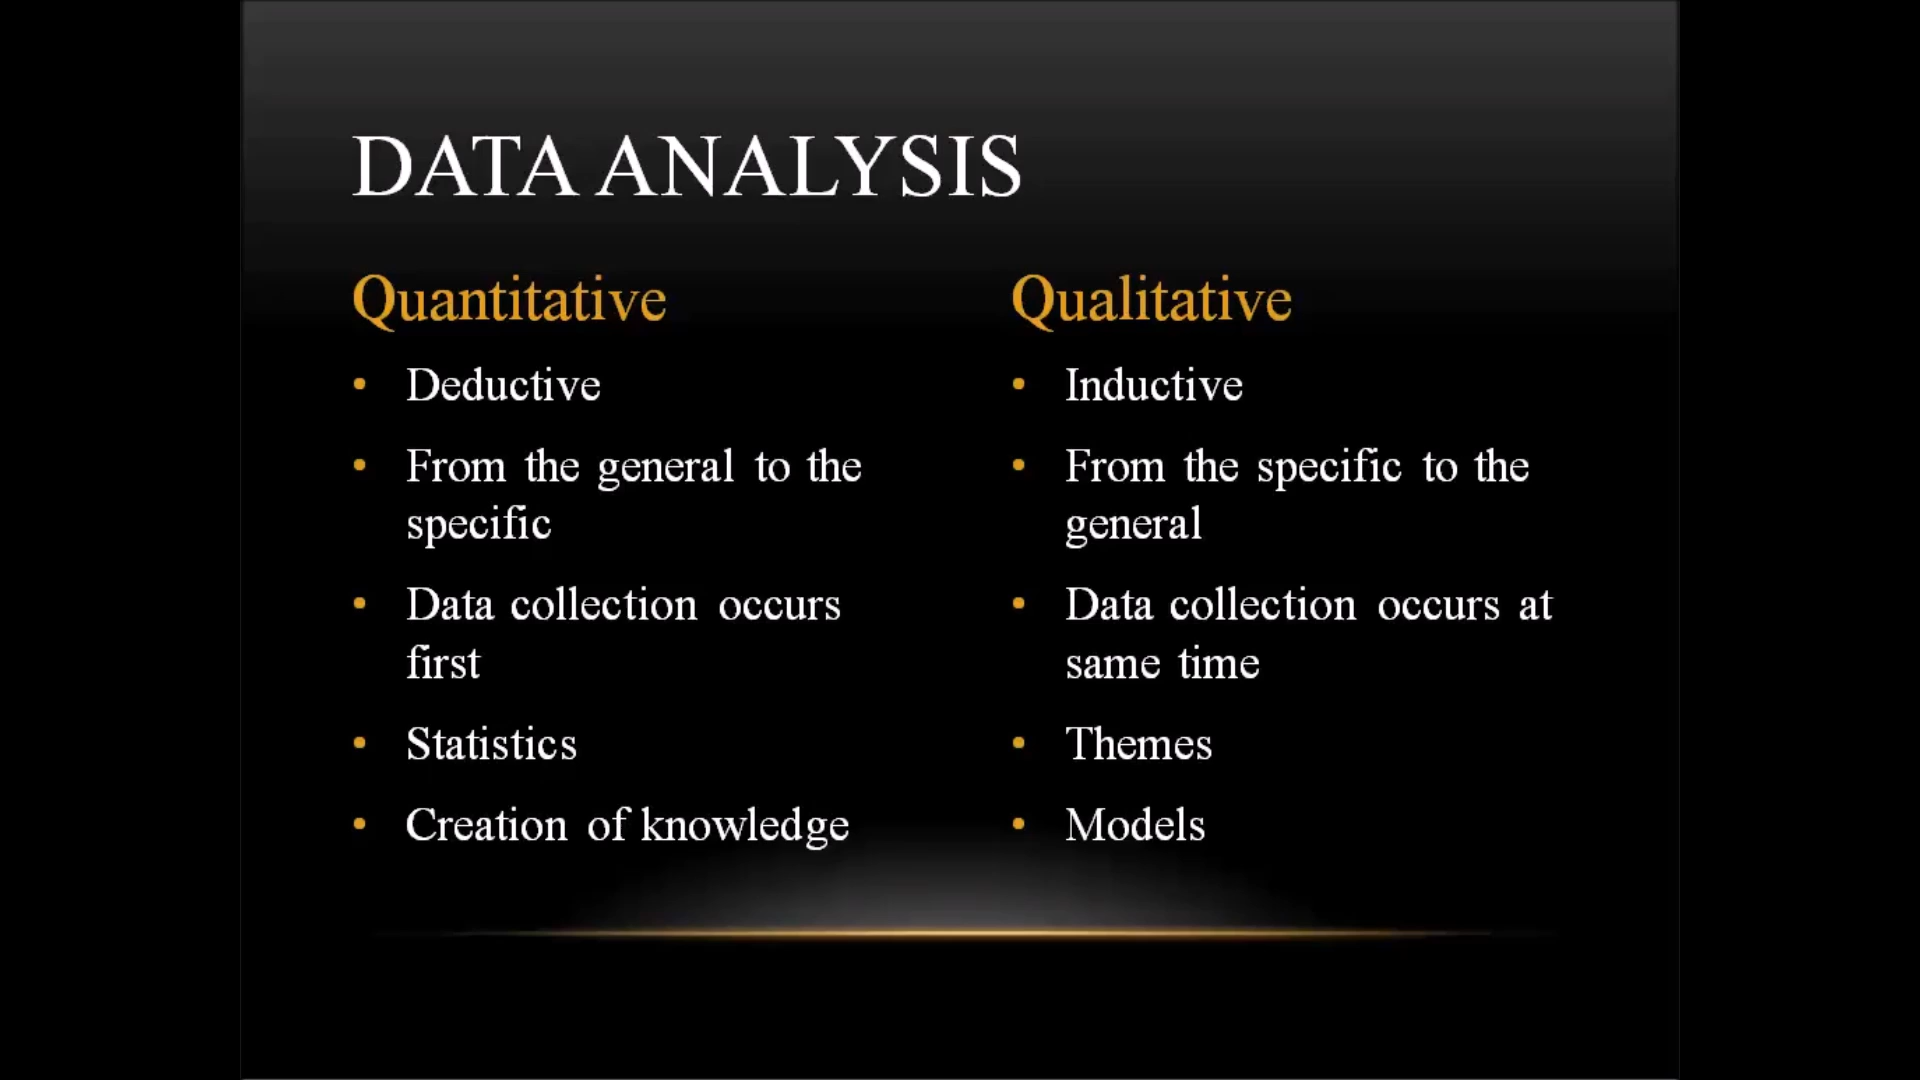 DATA ANALYSIS
Quantitative
• Deductive
• From the general to the
specific
• Data collection occurs
first
• Statistics
• Creation of knowledge
Qualitative
• Inductive
• From the specific to the
general
• Data collection occurs at
same time
• Themes
• Models